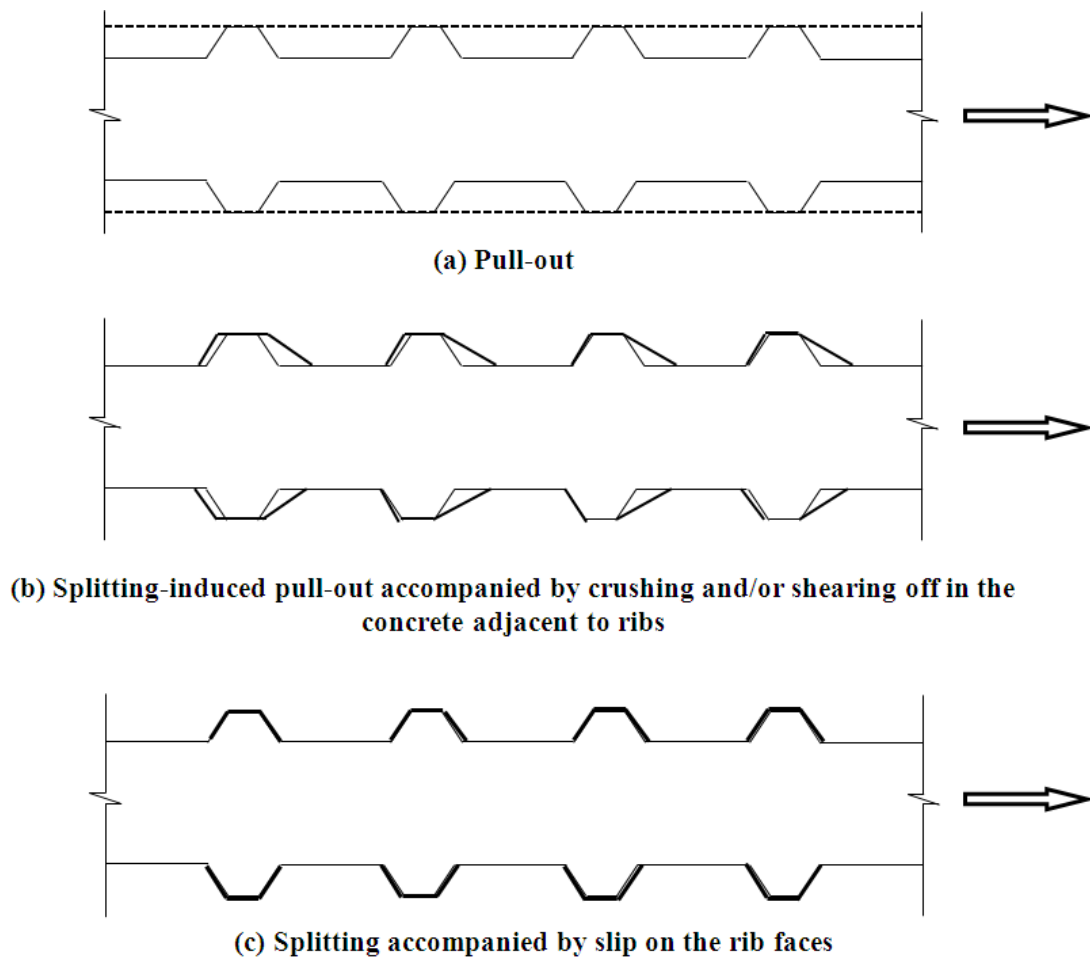 (a) Pull-out
(b) Splitting-induced pull-out accompanied by crushing and/or shearing off in the
concrete adjacent to ribs
(c) Splitting accompanied by slip on the rib faces